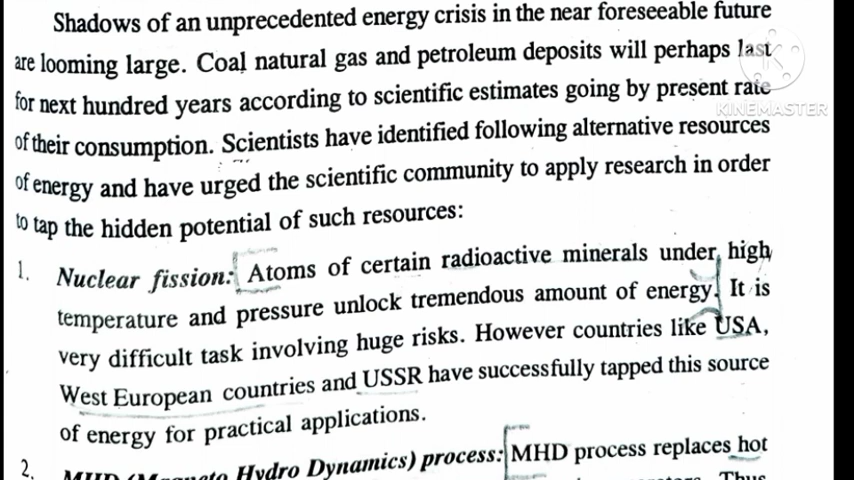 Shadows of an unprecedented energy crisis in the near foreseeable future
are looming large. Coal natural gas and petroleum deposits will perhaps last
for next hundred years according to scientific estimates going by present rate
of their consumption. Scientists have identified following alternative resources
of energy and have urged the scientific community to apply research in order
to tap the hidden potential of such resources:
1. Nuclear fission: Atoms of certain radioactive minerals under high
temperature and pressure unlock tremendous amount of energy. It is
very difficult task involving huge risks. However countries like USA,
West European countries and USSR have successfully tapped this source
of energy for practical applications.
2. MHD (Magneto Hydro Dynamics) process: MHD process replaces hot
Thus
KINEMASTER